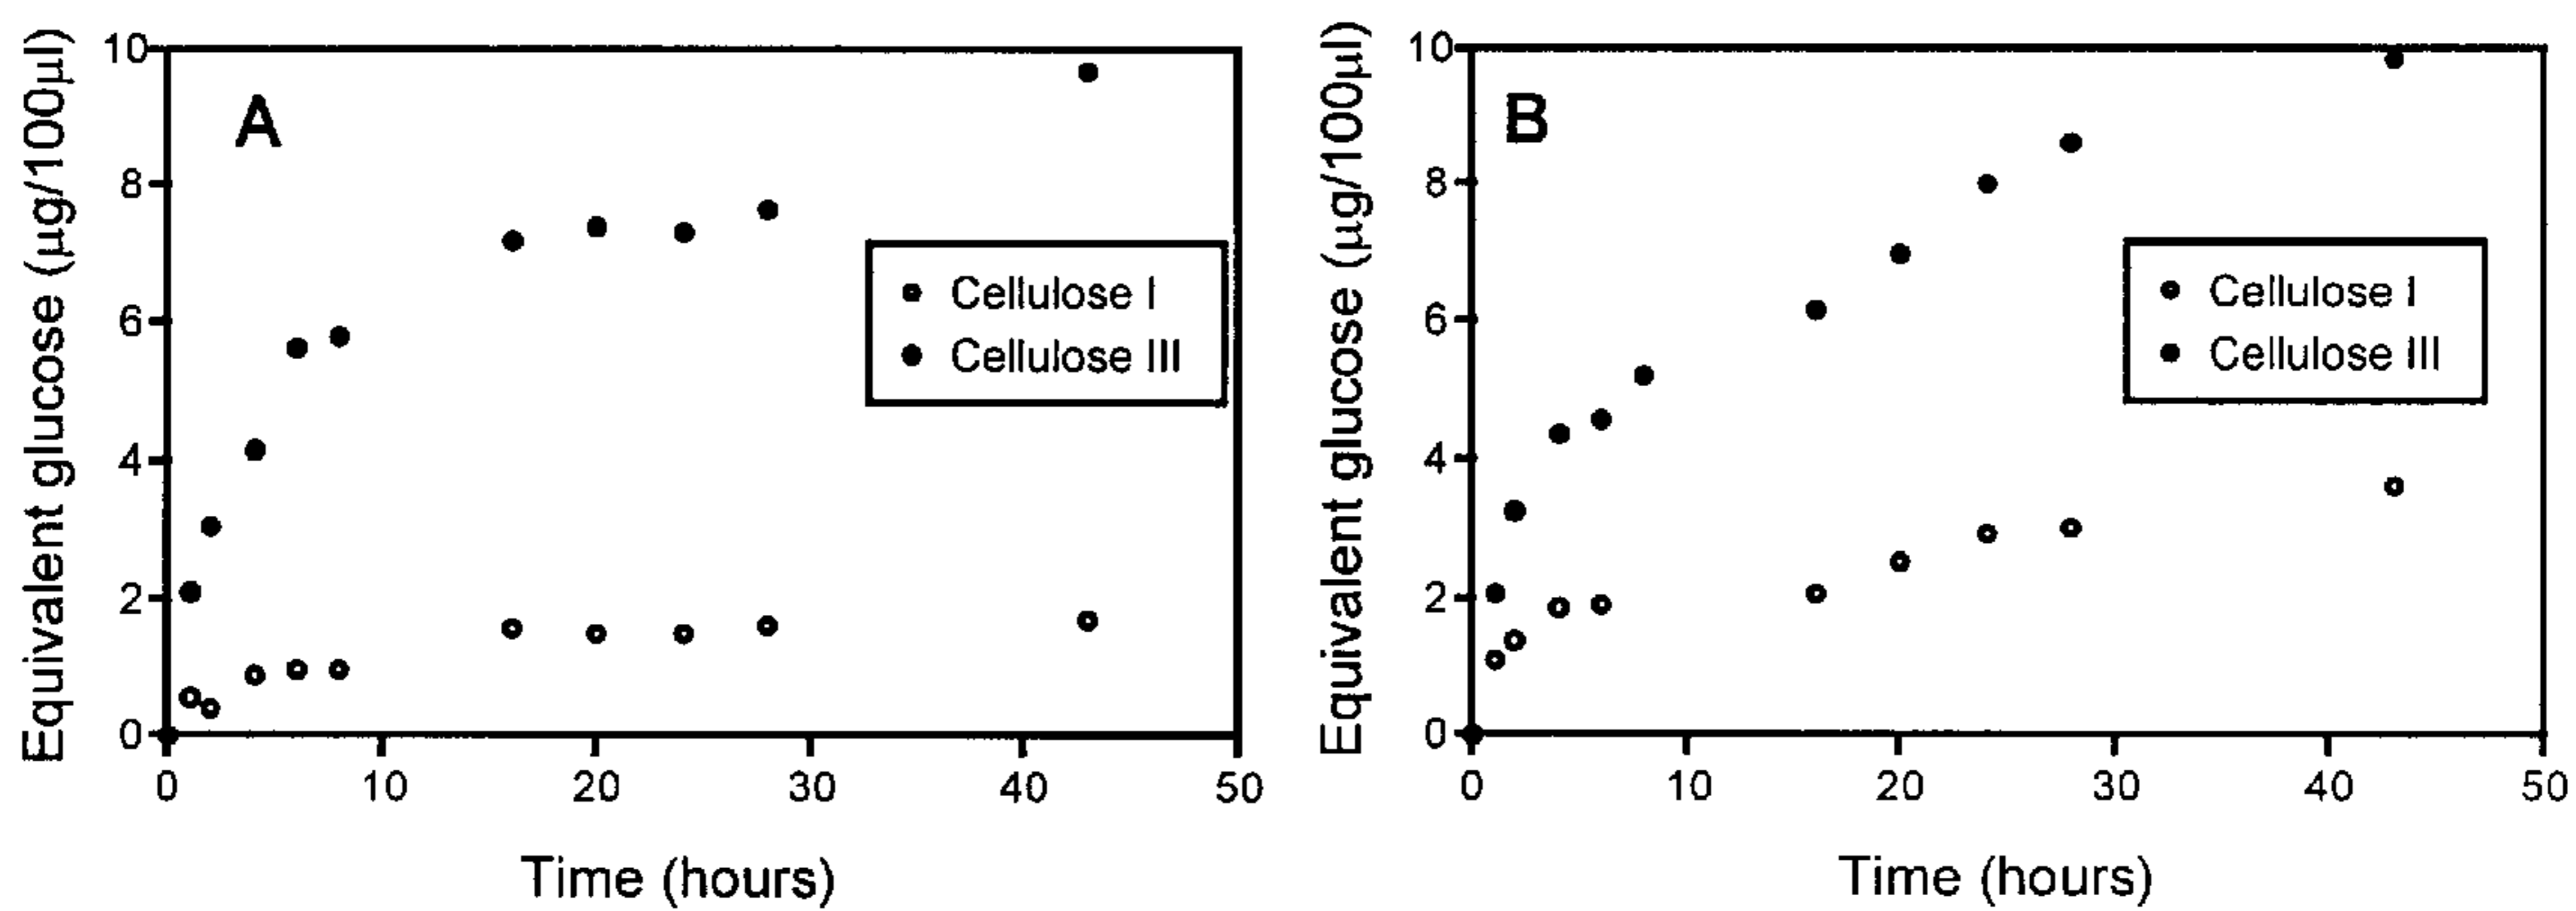 Equivalent glucose (µg/100µl)
10
8
6
4
2
0
A
Cellulose I
Cellulose III
0 10 20 30 40 50
Time (hours)
Equivalent glucose (µg/100µl)
10
8
6
4
2
0
B
Cellulose I
Cellulose III
0 10 20 30 40 50
Time (hours)